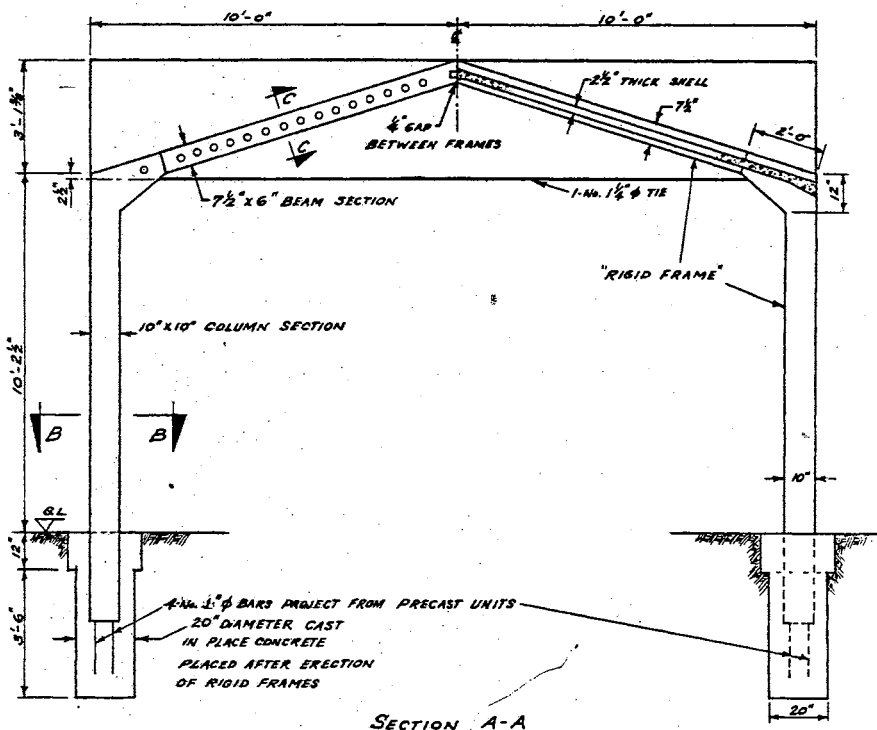 10'-0"
10'-0"
℄
3'-1¾"
C
C
2½" THICK SHELL
7½"
2'-0"
¼" GAP
BETWEEN FRAMES
2½"
7½" x 6" BEAM SECTION
1-No. 1¼" φ TIE
12"
"RIGID FRAME"
10" x 10" COLUMN SECTION
10'-2½"
B
B
10"
G.L
12"
3'-6"
4-No. ½" φ BARS PROJECT FROM PRECAST UNITS
20" DIAMETER CAST
IN PLACE CONCRETE
PLACED AFTER ERECTION
OF RIGID FRAMES
20"
SECTION A-A